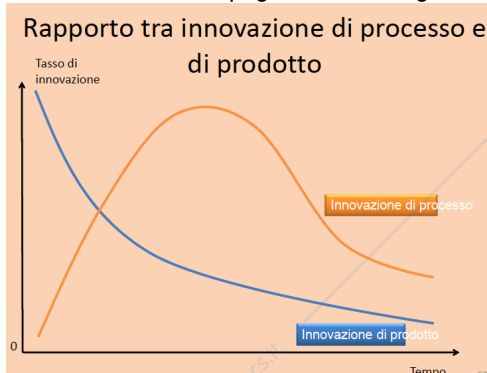 Rapporto tra innovazione di processo e
di prodotto
Tasso di
innovazione
Innovazione di processo
Innovazione di prodotto
0
Tempo